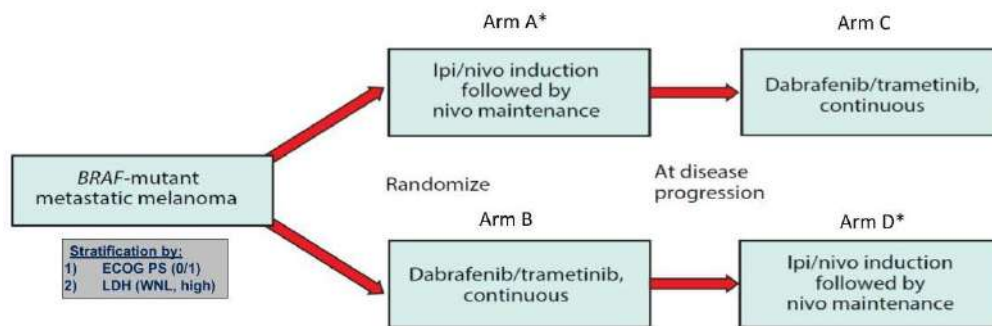 Arm A*
Arm C
Ipi/nivo induction
followed by
nivo maintenance
Dabrafenib/trametinib,
continuous
BRAF-mutant
metastatic melanoma
Randomize
At disease
progression
Stratification by:
1) ECOG PS (0/1)
2) LDH (WNL, high)
Arm B
Arm D*
Dabrafenib/trametinib,
continuous
Ipi/nivo induction
followed by
nivo maintenance